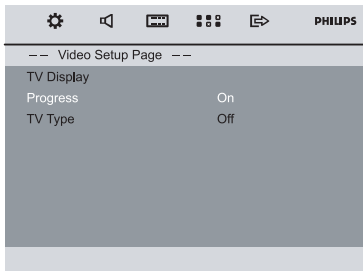 PHILIPS
-- Video Setup Page --
TV Display
Progress On
TV Type Off